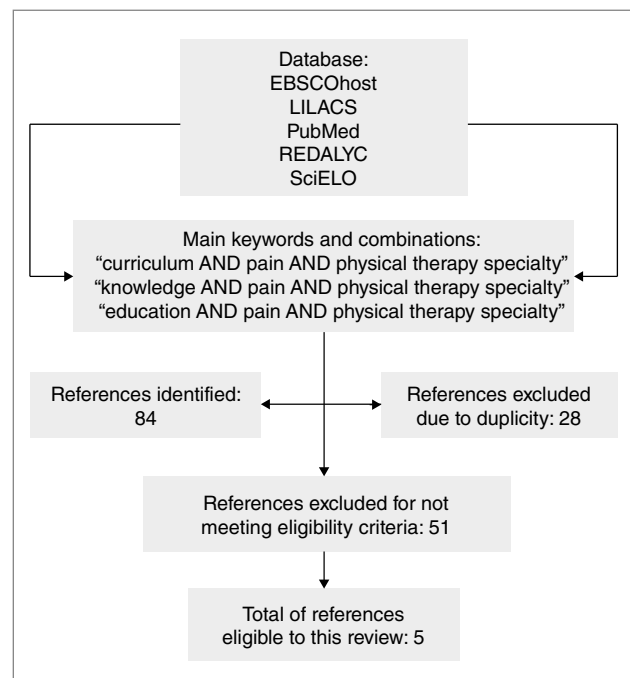 Database:
EBSCOhost
LILACS
PubMed
REDALYC
SciELO
Main keywords and combinations:
“curriculum AND pain AND physical therapy specialty”
“knowledge AND pain AND physical therapy specialty”
“education AND pain AND physical therapy specialty”
References identified:
84
References excluded
due to duplicity: 28
References excluded for not
meeting eligibility criteria: 51
Total of references
eligible to this review: 5